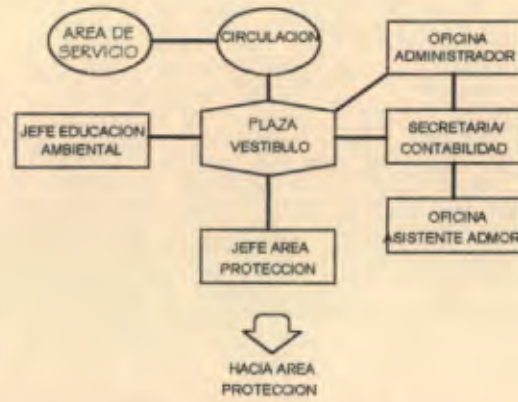 AREA DE
SERVICIO
CIRCULACION
OFICINA
ADMINISTRADOR
JEFE EDUCACION
AMBIENTAL
PLAZA
VESTIBULO
SECRETARIA/
CONTABILIDAD
JEFE AREA
PROTECCION
OFICINA
ASISTENTE ADMOR
HACIA AREA
PROTECCION